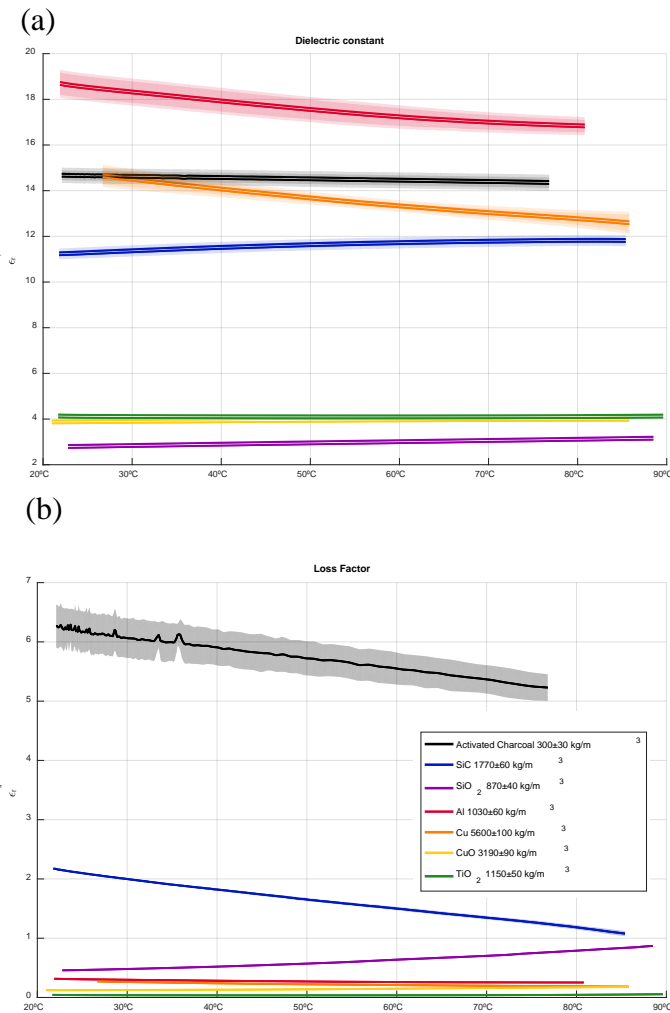 (a)
Dielectric constant
20
18
16
14
12
10
8
6
4
2
εr
20ºC 30ºC 40ºC 50ºC 60ºC 70ºC 80ºC 90ºC
(b)
Loss Factor
7
6
5
4
3
2
1
0
εr
Activated Charcoal 300±30 kg/m 3
SiC 1770±60 kg/m 3
SiO 2 870±40 kg/m 3
Al 1030±60 kg/m 3
Cu 5600±100 kg/m 3
CuO 3190±90 kg/m 3
TiO 2 1150±50 kg/m 3
20ºC 30ºC 40ºC 50ºC 60ºC 70ºC 80ºC 90ºC